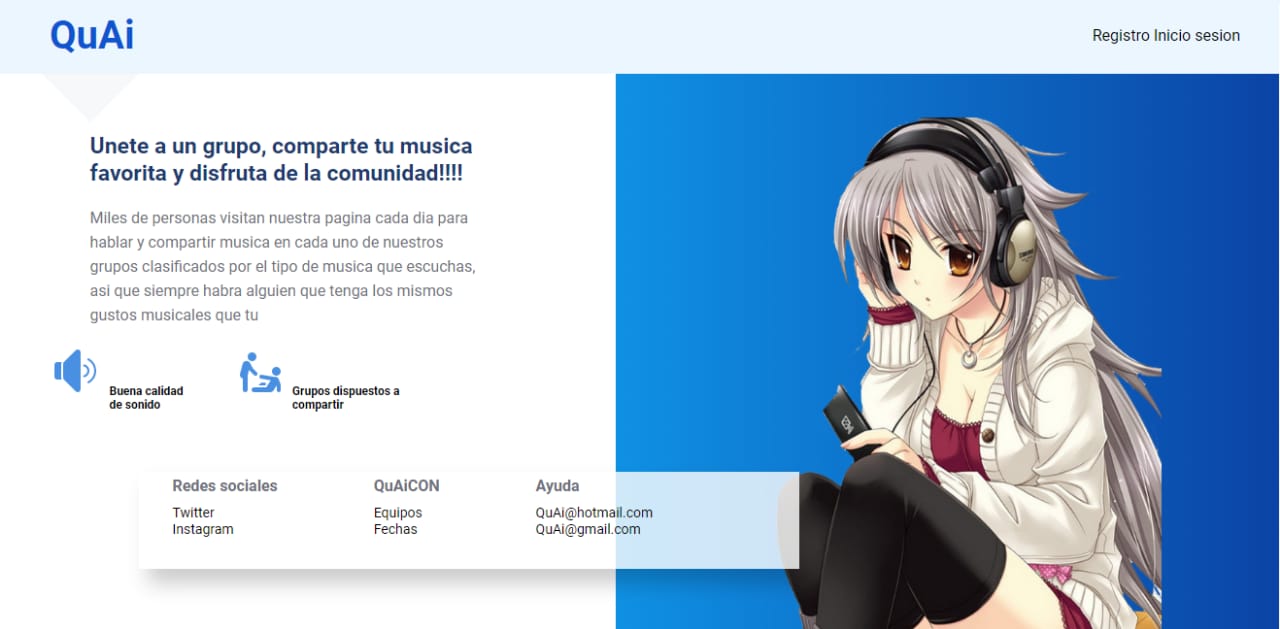 QuAi
Registro Inicio sesion
Unete a un grupo, comparte tu musica
favorita y disfruta de la comunidad!!!!
Miles de personas visitan nuestra pagina cada dia para
hablar y compartir musica en cada uno de nuestros
grupos clasificados por el tipo de musica que escuchas,
asi que siempre habra alguien que tenga los mismos
gustos musicales que tu
Buena calidad
de sonido
Grupos dispuestos a
compartir
Redes sociales
Twitter
Instagram
QuAiCON
Equipos
Fechas
Ayuda
QuAi@hotmail.com
QuAi@gmail.com